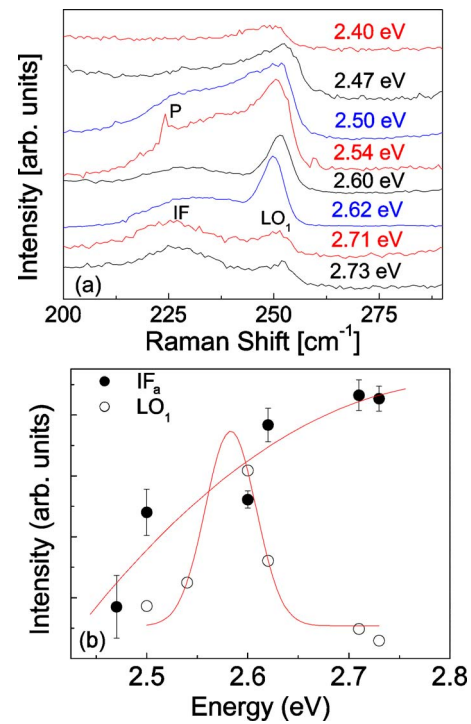 Intensity [arb. units]
2.40 eV
2.47 eV
2.50 eV
P
2.54 eV
2.60 eV
2.62 eV
IF
LO₁
2.71 eV
2.73 eV
(a)
200 225 250 275
Raman Shift [cm⁻¹]
Intensity (arb. units)
IFₐ
LO₁
(b)
2.5 2.6 2.7 2.8
Energy (eV)